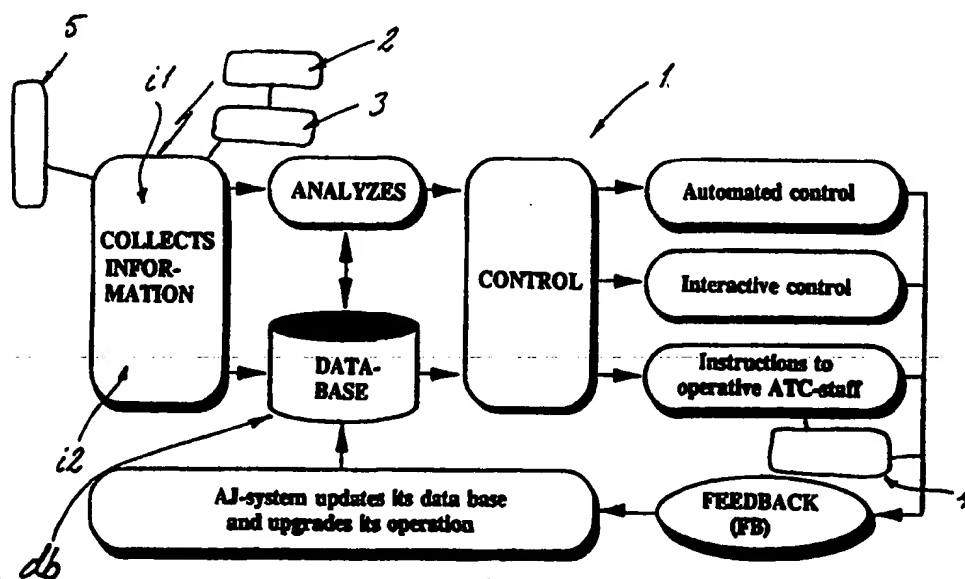 5
i1
2
3
1.
ANALYZES
Automated control
COLLECTS
INFOR-
MATION
CONTROL
Interactive control
DATA-
BASE
Instructions to
operative ATC-staff
i2
AJ-system updates its data base
and upgrades its operation
FEEDBACK
(FB)
db